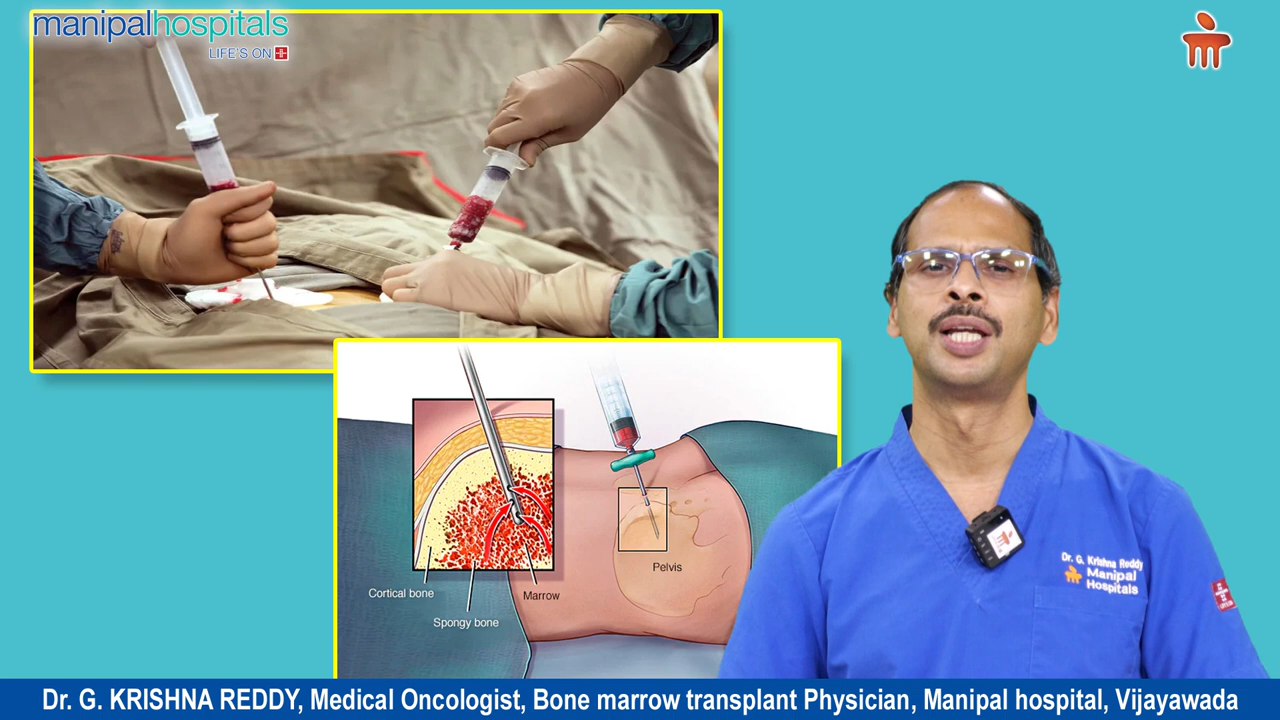 manipalhospitals
LIFE'S ON
Pelvis
Cortical bone
Marrow
Spongy bone
Dr. G. Krishna Reddy
Manipal
Hospitals
Dr. G. KRISHNA REDDY, Medical Oncologist, Bone marrow transplant Physician, Manipal hospital, Vijayawada